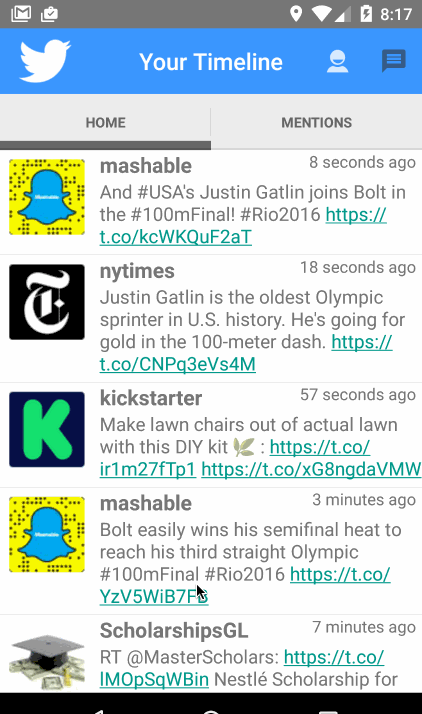 8:17
Your Timeline
HOME MENTIONS
mashable 8 seconds ago
And #USA's Justin Gatlin joins Bolt in
the #100mFinal! #Rio2016 https://
t.co/kcWKQuF2aT
nytimes 18 seconds ago
Justin Gatlin is the oldest Olympic
sprinter in U.S. history. He's going for
gold in the 100-meter dash. https://
t.co/CNPq3eVs4M
kickstarter 57 seconds ago
Make lawn chairs out of actual lawn
with this DIY kit 🌿 : https://t.co/
ir1m27fTp1 https://t.co/xG8ngdaVMW
mashable 3 minutes ago
Bolt easily wins his semifinal heat to
reach his third straight Olympic
#100mFinal #Rio2016 https://t.co/
YzV5WiB7FB
ScholarshipsGL 7 minutes ago
RT @MasterScholars: https://t.co/
lMOpSqWBin Nestlé Scholarship for